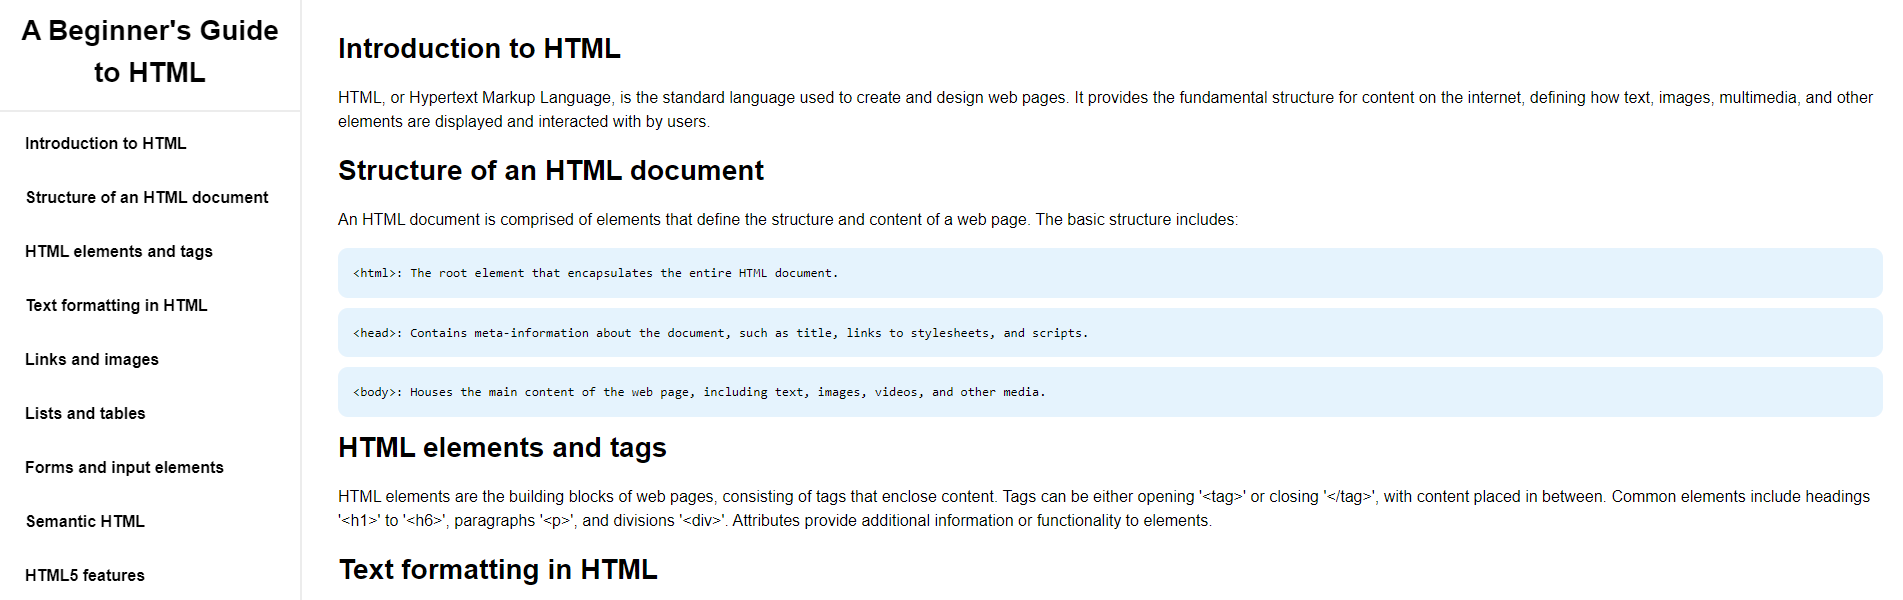 A Beginner's Guide
to HTML
Introduction to HTML
Structure of an HTML document
HTML elements and tags
Text formatting in HTML
Links and images
Lists and tables
Forms and input elements
Semantic HTML
HTML5 features
Introduction to HTML
HTML, or Hypertext Markup Language, is the standard language used to create and design web pages. It provides the fundamental structure for content on the internet, defining how text, images, multimedia, and other
elements are displayed and interacted with by users.
Structure of an HTML document
An HTML document is comprised of elements that define the structure and content of a web page. The basic structure includes:
<html>: The root element that encapsulates the entire HTML document.
<head>: Contains meta-information about the document, such as title, links to stylesheets, and scripts.
<body>: Houses the main content of the web page, including text, images, videos, and other media.
HTML elements and tags
HTML elements are the building blocks of web pages, consisting of tags that enclose content. Tags can be either opening '<tag>' or closing '</tag>', with content placed in between. Common elements include headings
'<h1>' to '<h6>', paragraphs '<p>', and divisions '<div>'. Attributes provide additional information or functionality to elements.
Text formatting in HTML